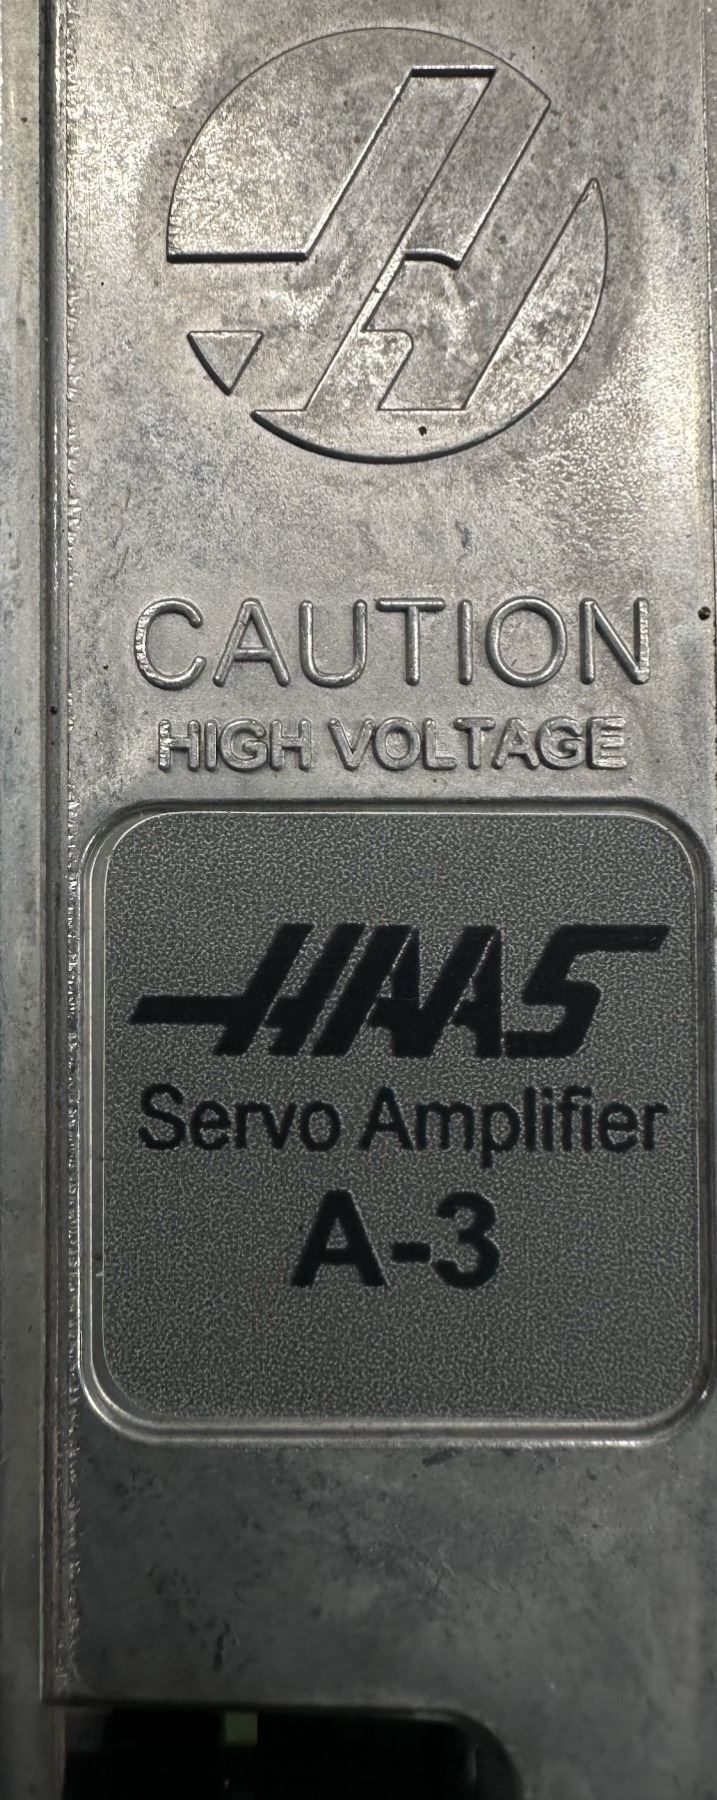 CAUTION
HIGH VOLTAGE
HAAS
Servo Amplifier
A-3